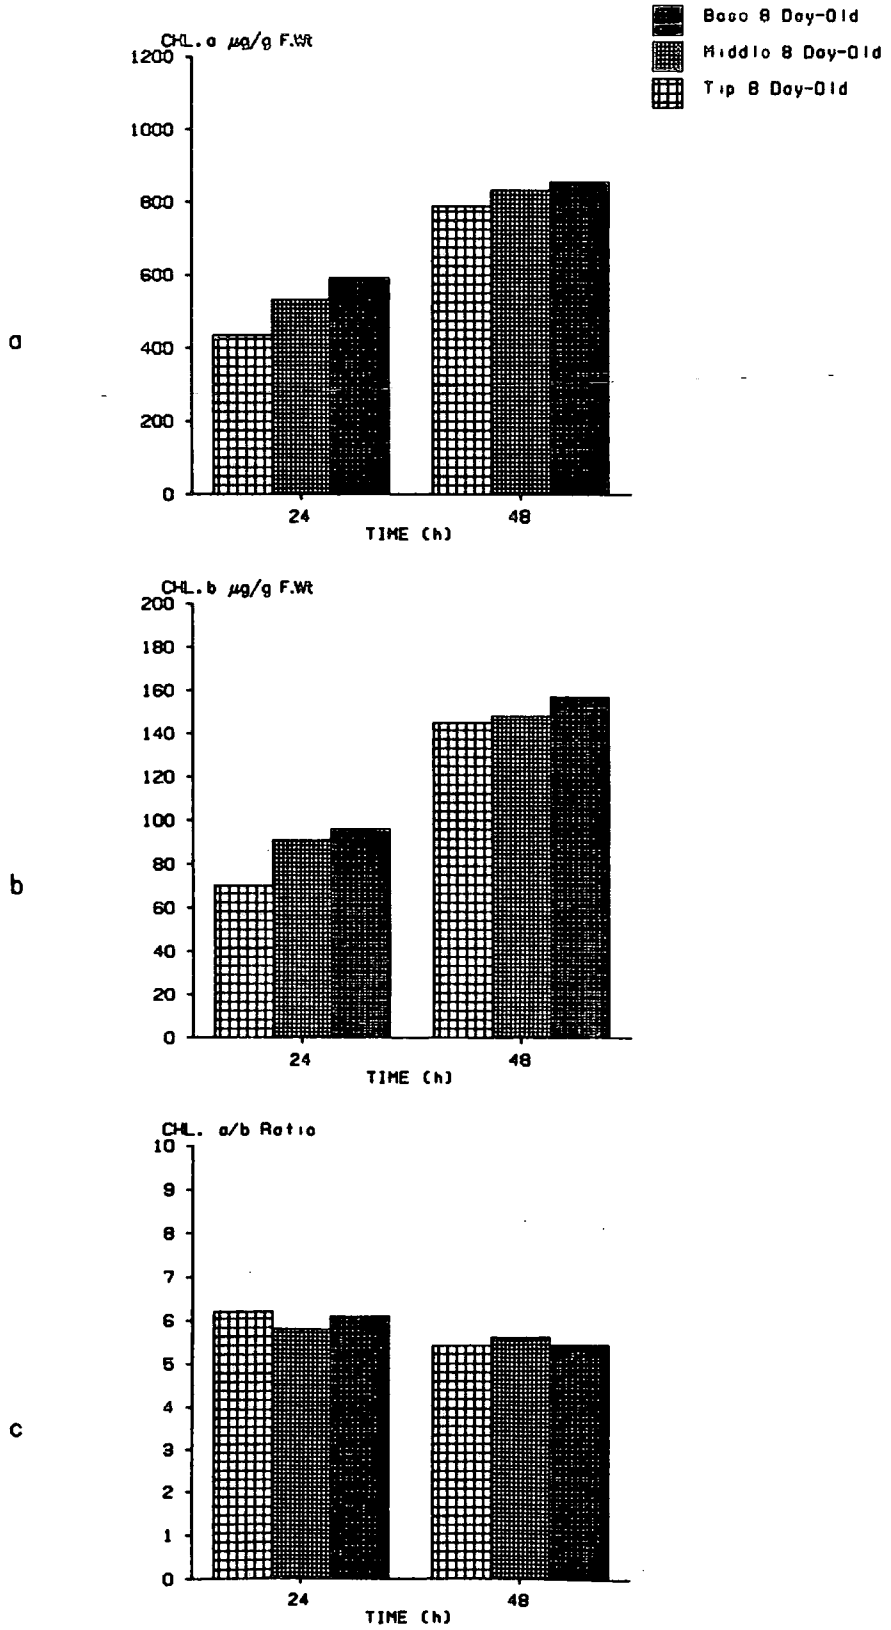 Base 8 Day-Old
Middle 8 Day-Old
Tip 8 Day-Old
a
CHL.a µg/g F.Wt
1200
1000
800
600
400
200
0
24
48
TIME (h)
b
CHL.b µg/g F.Wt
200
180
160
140
120
100
80
60
40
20
0
24
48
TIME (h)
c
CHL. a/b Ratio
10
9
8
7
6
5
4
3
2
1
0
24
48
TIME (h)